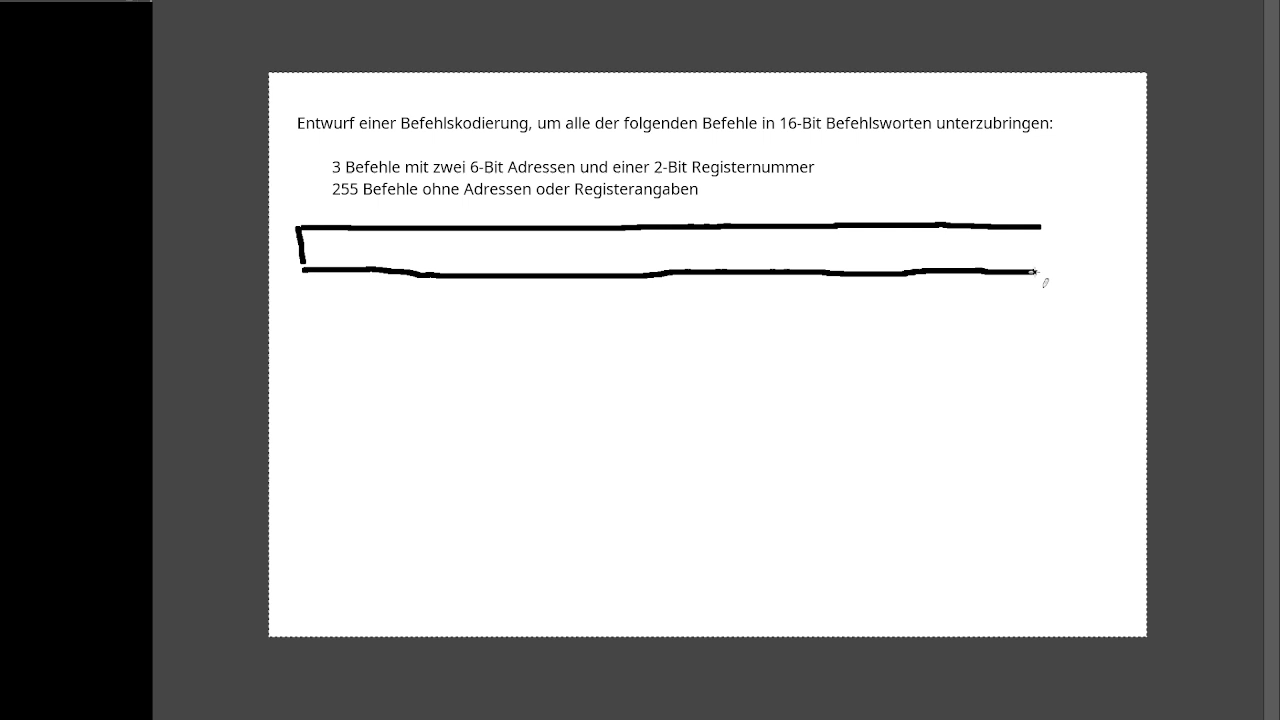 Entwurf einer Befehlskodierung, um alle der folgenden Befehle in 16-Bit Befehlsworten unterzubringen:
3 Befehle mit zwei 6-Bit Adressen und einer 2-Bit Registernummer
255 Befehle ohne Adressen oder Registerangaben